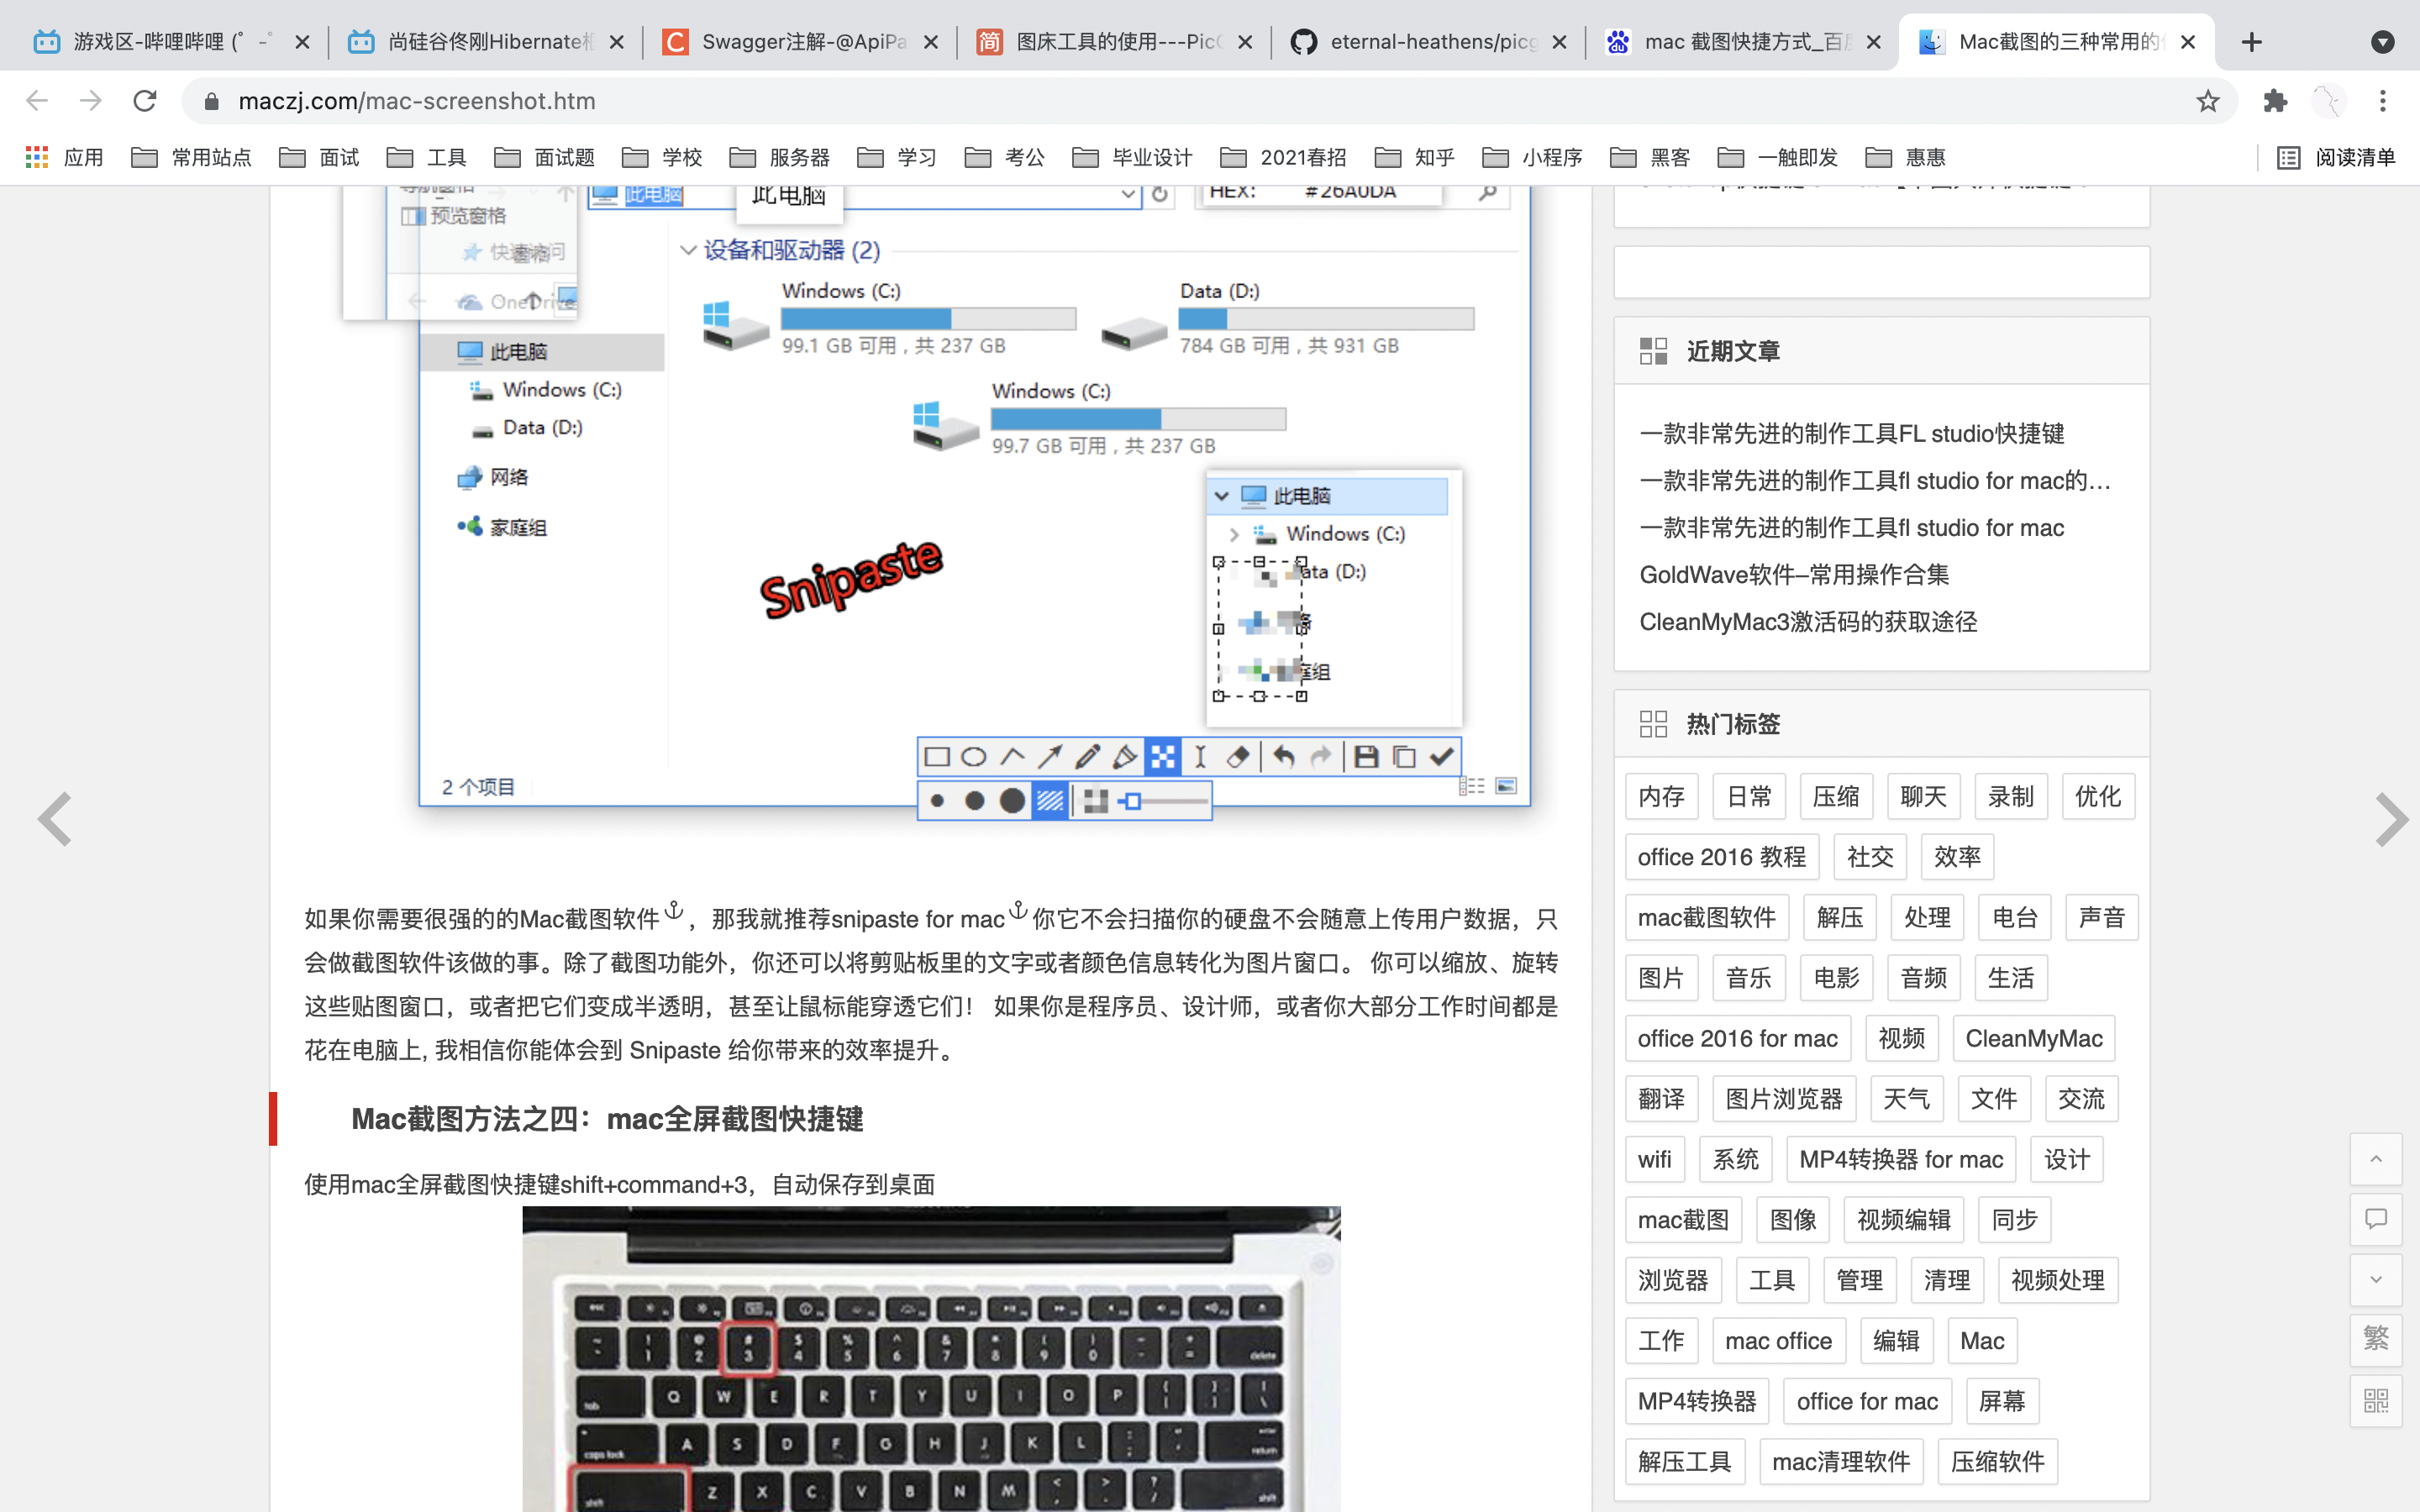 游戏区-哔哩哔哩 (゜-゜
尚硅谷佟刚Hibernate框
Swagger注解-@ApiPa
图床工具的使用---PicG
eternal-heathens/picg
mac 截图快捷方式_百度
Mac截图的三种常用的
maczj.com/mac-screenshot.htm
应用 常用站点 面试 工具 面试题 学校 服务器 学习 考公 毕业设计 2021春招 知乎 小程序 黑客 一触即发 惠惠 阅读清单
此电脑 此电脑 HEX: #26A0DA
预览窗格
快速访问
OneDrive
设备和驱动器 (2)
Windows (C:) Data (D:)
99.1 GB 可用，共 237 GB 784 GB 可用，共 931 GB
此电脑
Windows (C:)
Data (D:)
网络
家庭组
Windows (C:)
99.7 GB 可用，共 237 GB
此电脑
Windows (C:)
ata (D:)
庭组
Snipaste
2 个项目
如果你需要很强的的Mac截图软件，那我就推荐snipaste for mac你它不会扫描你的硬盘不会随意上传用户数据，只
会做截图软件该做的事。除了截图功能外，你还可以将剪贴板里的文字或者颜色信息转化为图片窗口。 你可以缩放、旋转
这些贴图窗口，或者把它们变成半透明，甚至让鼠标能穿透它们！ 如果你是程序员、设计师，或者你大部分工作时间都是
花在电脑上, 我相信你能体会到 Snipaste 给你带来的效率提升。
Mac截图方法之四：mac全屏截图快捷键
使用mac全屏截图快捷键shift+command+3，自动保存到桌面
# $ % ^ & *
1 2 3 4 5 6 7 8 9 0 delete
tab Q W E R T Y U I O P
caps lock A S D F G H J K L return
shift Z X C V B N M shift
近期文章
一款非常先进的制作工具FL studio快捷键
一款非常先进的制作工具fl studio for mac的...
一款非常先进的制作工具fl studio for mac
GoldWave软件–常用操作合集
CleanMyMac3激活码的获取途径
热门标签
内存 日常 压缩 聊天 录制 优化
office 2016 教程 社交 效率
mac截图软件 解压 处理 电台 声音
图片 音乐 电影 音频 生活
office 2016 for mac 视频 CleanMyMac
翻译 图片浏览器 天气 文件 交流
wifi 系统 MP4转换器 for mac 设计
mac截图 图像 视频编辑 同步
浏览器 工具 管理 清理 视频处理
工作 mac office 编辑 Mac
MP4转换器 office for mac 屏幕
解压工具 mac清理软件 压缩软件
繁